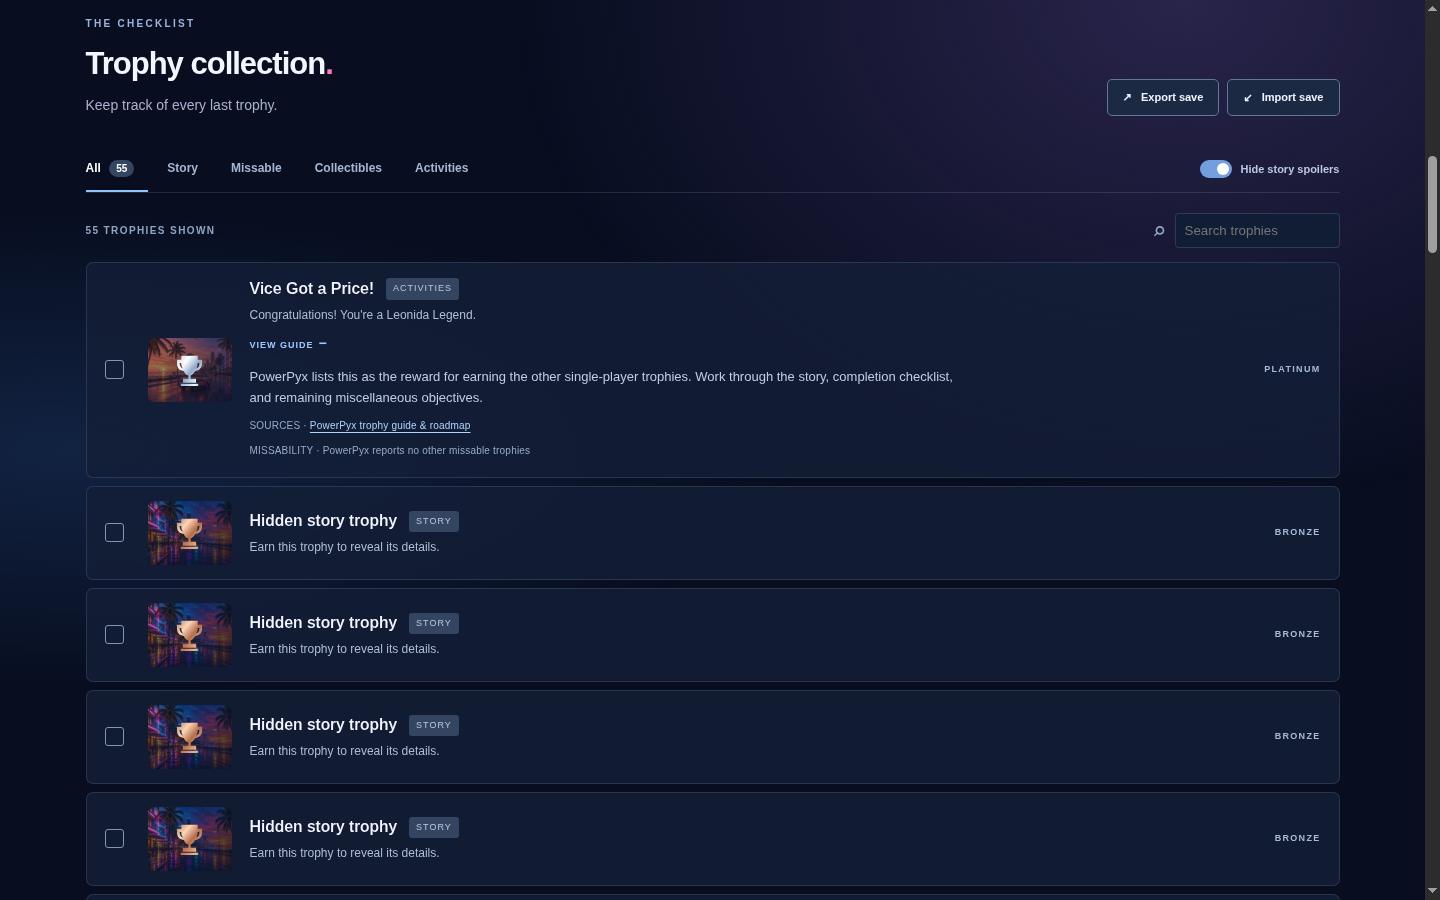 THE CHECKLIST
Trophy collection.
Keep track of every last trophy.
↗ Export save
↙ Import save
All 55 Story Missable Collectibles Activities
Hide story spoilers
55 TROPHIES SHOWN
Search trophies
Vice Got a Price! ACTIVITIES
Congratulations! You're a Leonida Legend.
VIEW GUIDE −
PowerPyx lists this as the reward for earning the other single-player trophies. Work through the story, completion checklist,
and remaining miscellaneous objectives.
SOURCES · PowerPyx trophy guide & roadmap
MISSABILITY · PowerPyx reports no other missable trophies
PLATINUM
Hidden story trophy STORY
Earn this trophy to reveal its details.
BRONZE
Hidden story trophy STORY
Earn this trophy to reveal its details.
BRONZE
Hidden story trophy STORY
Earn this trophy to reveal its details.
BRONZE
Hidden story trophy STORY
Earn this trophy to reveal its details.
BRONZE